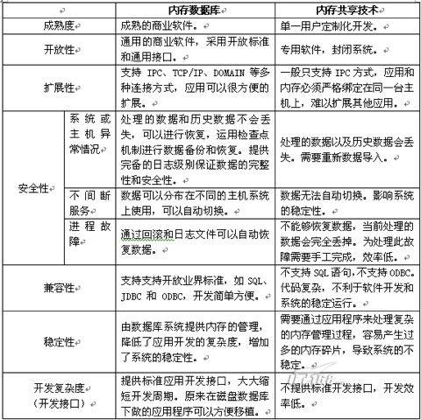 内存数据库 内存共享技术
成熟度 成熟的商业软件。 单一用户定制化开发。
开放性 通用的商业软件，采用开放标准 专用软件，封闭系统。
和通用接口。
扩展性 支持 IPC、TCP/IP、DOMAIN 等多 一般只支持 IPC 方式，应用和
种连接方式，应用可以很方便的 内存必须严格绑定在同一台主
扩展。 机上，难以扩展其他应用。
安全性
系统或
主机异
常情况
处理的数据和历史数据不会丢
失，可以进行恢复，运用检查点
机制进行数据备份和恢复。提供
完备的日志级别保证数据的完整
性和安全性。
处理的数据以及历史数据会丢
失。需要重新数据导入。
不间断 数据可以分布在不同的主机系统 数据无法自动切换。影响系统
服务 上使用，可以自动切换。 的稳定性。
进程故
障
通过回滚和日志文件可以自动恢
复数据。
不能够恢复数据，当前处理的
数据会完全丢掉。为处理此故
障需要手工完成，效率低。
兼容性 支持支持开放业界标准，如 SQL、
JDBC 和 ODBC，开发简单方便。
不支持 SQL 语句，不支持 ODBC。
代码复杂，不利于软件开发和
系统的稳定运行。
稳定性 由数据库系统提供内存的管理，
降低了应用开发的复杂度，增加
了系统的稳定性。
需要通过应用程序来处理复杂
的内存管理过程，容易产生过
多的内存碎片，导致系统的不
稳定。
开发复杂度
（开发接口）
提供标准应用开发接口，大大缩
短开发周期。原来在磁盘数据库
下做的应用程序可以方便移植。
不提供标准开发接口，开发效
率低。